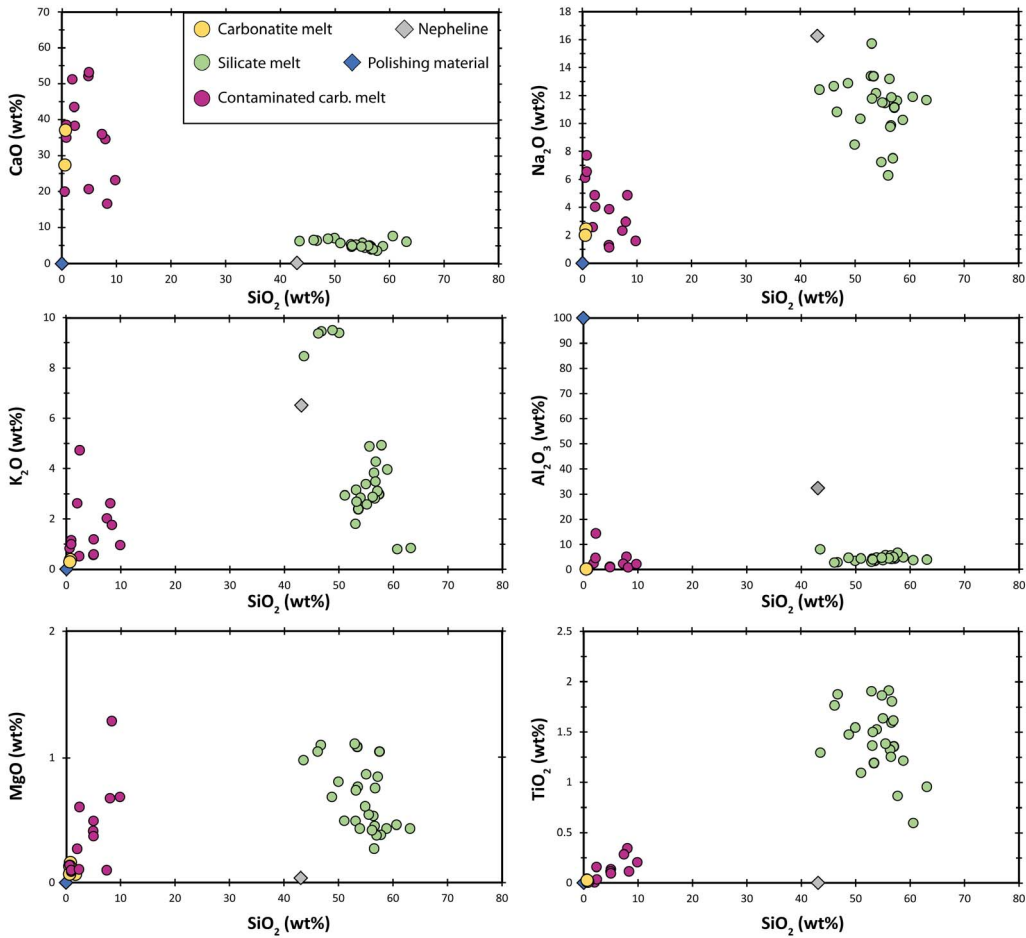 70
60
50
40
30
20
10
0
CaO (wt%)
Carbonatite melt
Nepheline
Silicate melt
Polishing material
Contaminated carb. melt
0 10 20 30 40 50 60 70 80
SiO₂ (wt%)
18
16
14
12
10
8
6
4
2
0
Na₂O (wt%)
0 10 20 30 40 50 60 70 80
SiO₂ (wt%)
10
8
6
4
2
0
K₂O (wt%)
0 10 20 30 40 50 60 70 80
SiO₂ (wt%)
100
90
80
70
60
50
40
30
20
10
0
Al₂O₃ (wt%)
0 10 20 30 40 50 60 70 80
SiO₂ (wt%)
2
1
0
MgO (wt%)
0 10 20 30 40 50 60 70 80
SiO₂ (wt%)
2.5
2
1.5
1
0.5
0
TiO₂ (wt%)
0 10 20 30 40 50 60 70 80
SiO₂ (wt%)